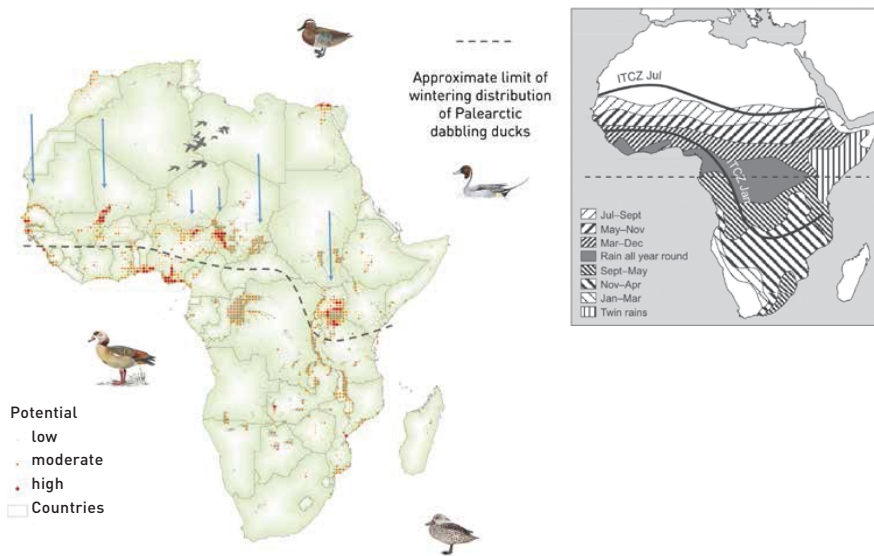 Approximate limit of
wintering distribution
of Palearctic
dabbling ducks
Potential
low
moderate
high
Countries
ITCZ Jul
ITCZ Jan
Jul–Sept
May–Nov
Mar–Dec
Rain all year round
Sept–May
Nov–Apr
Jan–Mar
Twin rains